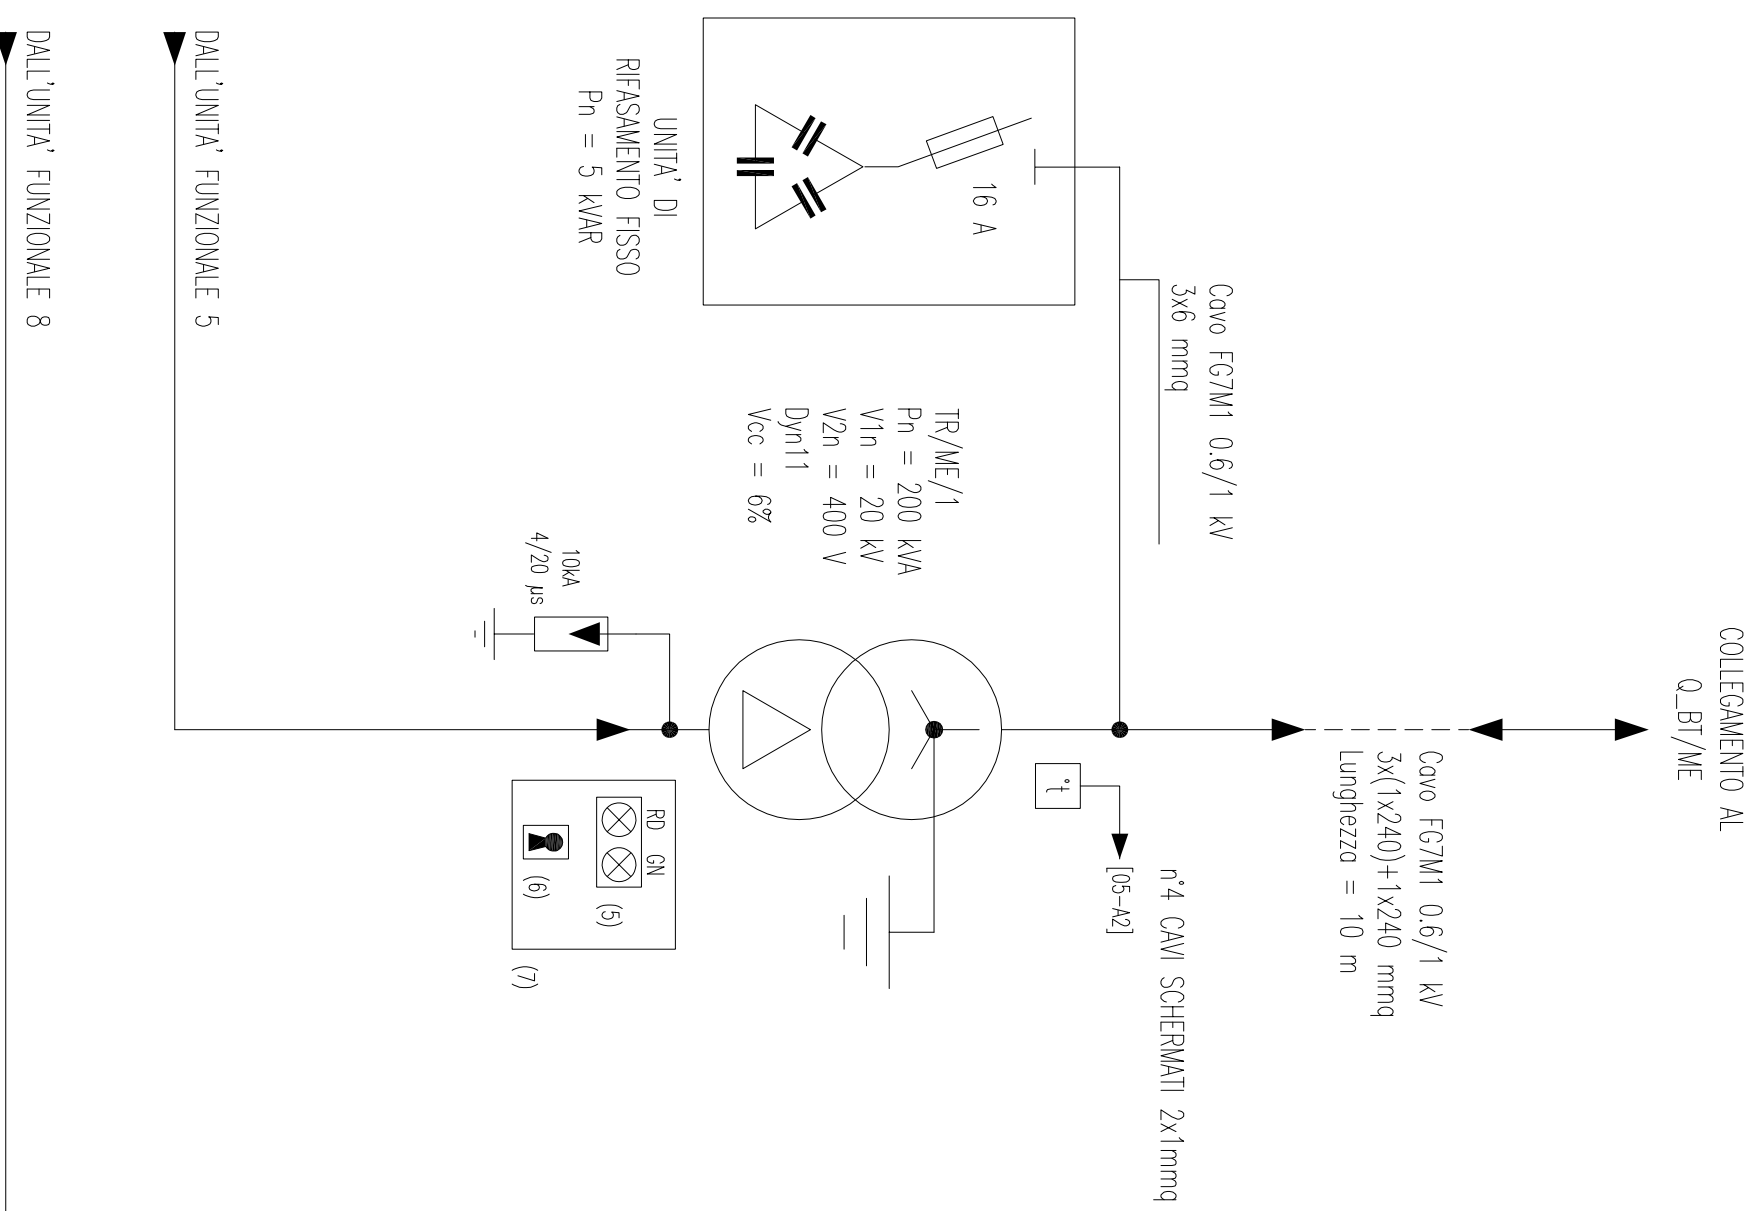 DALL'UNITA' FUNZIONALE 8
DALL'UNITA' FUNZIONALE 5
UNITA' DI
RIFASAMENTO FISSO
Pn = 5 kVAR
16 A
Cavo FG7M1 0.6/1 kV
3x6 mmq
TR/ME/1
Pn = 200 kVA
V1n = 20 kV
V2n = 400 V
Dyn11
Vcc = 6%
10kA
4/20 µs
COLLEGAMENTO AL
Q_BT/ME
Cavo FG7M1 0.6/1 kV
3x(1x240)+1x240 mmq
Lunghezza = 10 m
n°4 CAVI SCHERMATI 2x1mmq
[05-A2]
°t
RD GN
(5)
(6)
(7)